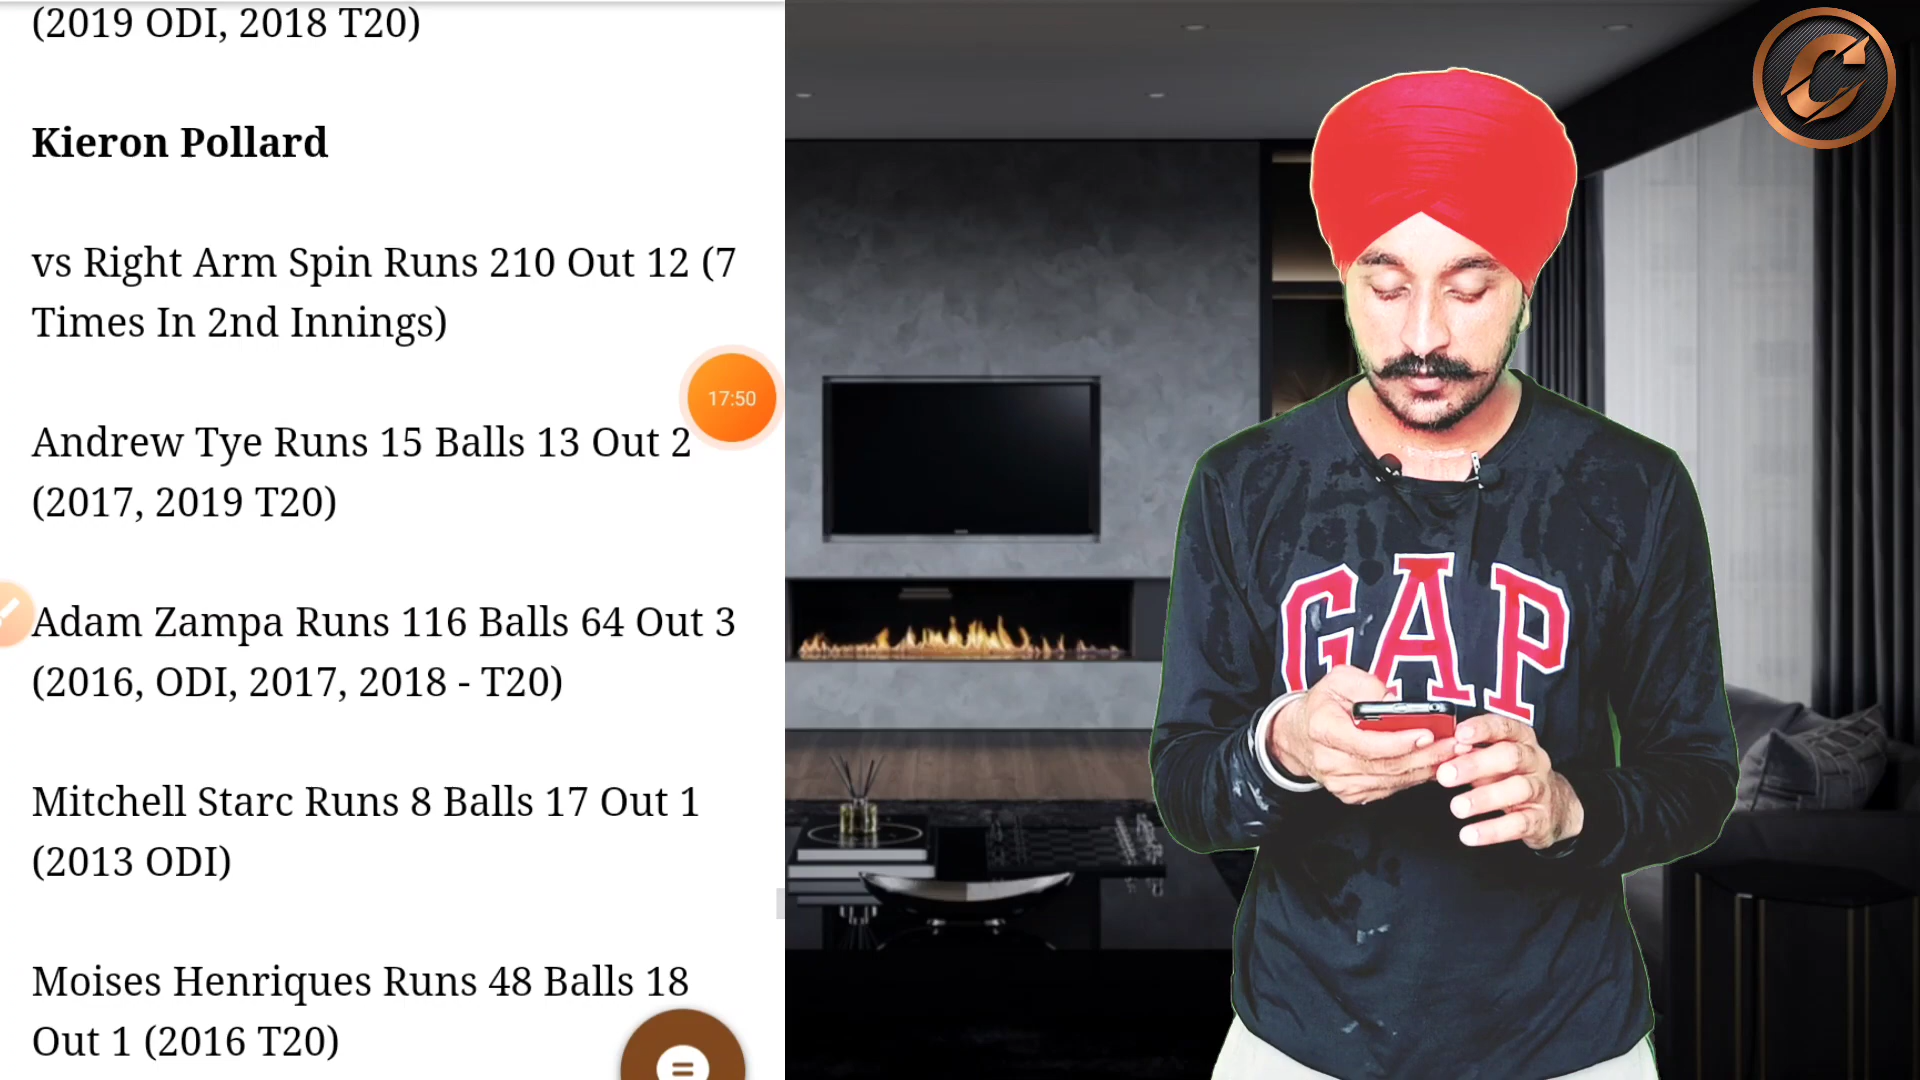 (2019 ODI, 2018 T20)
Kieron Pollard
vs Right Arm Spin Runs 210 Out 12 (7
Times In 2nd Innings)
17:50
Andrew Tye Runs 15 Balls 13 Out 2
(2017, 2019 T20)
Adam Zampa Runs 116 Balls 64 Out 3
(2016, ODI, 2017, 2018 - T20)
Mitchell Starc Runs 8 Balls 17 Out 1
(2013 ODI)
Moises Henriques Runs 48 Balls 18
Out 1 (2016 T20)
C
GAP